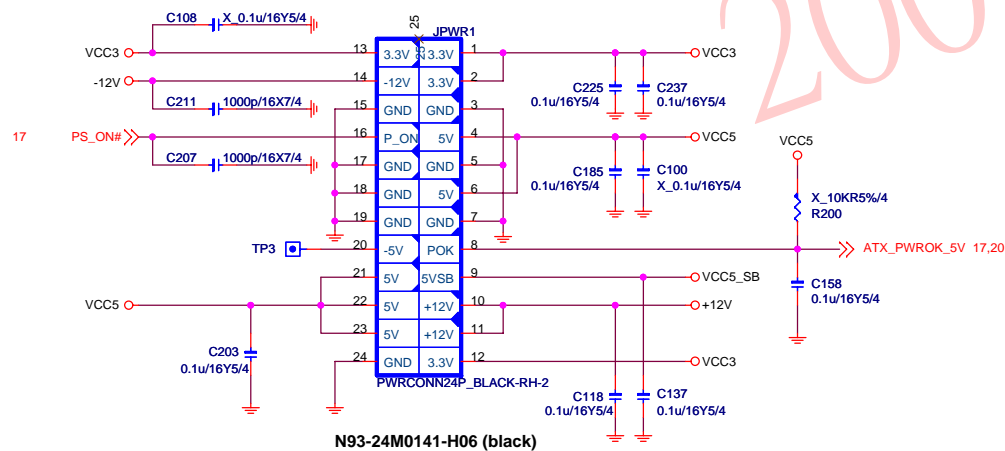 200
C108 X_0.1u/16Y5/4
25
25
JPWR1
VCC3 13 3.3V 3.3V 1 VCC3
-12V 14 -12V 3.3V 2
C211 1000p/16X7/4
C225 0.1u/16Y5/4
C237 0.1u/16Y5/4
15 GND GND 3
17 PS_ON# 16 P_ON 5V 4 VCC5
C207 1000p/16X7/4
17 GND GND 5
C185 0.1u/16Y5/4
C100 X_0.1u/16Y5/4
VCC5
18 GND 5V 6
X_10KR5%/4
R200
19 GND GND 7
TP3 20 -5V POK 8 ATX_PWROK_5V 17,20
21 5V 5VSB 9 VCC5_SB
C158 0.1u/16Y5/4
VCC5 22 5V +12V 10 +12V
23 5V +12V 11
C203 0.1u/16Y5/4
24 GND 3.3V 12 VCC3
PWRCONN24P_BLACK-RH-2
C118 0.1u/16Y5/4
C137 0.1u/16Y5/4
N93-24M0141-H06 (black)